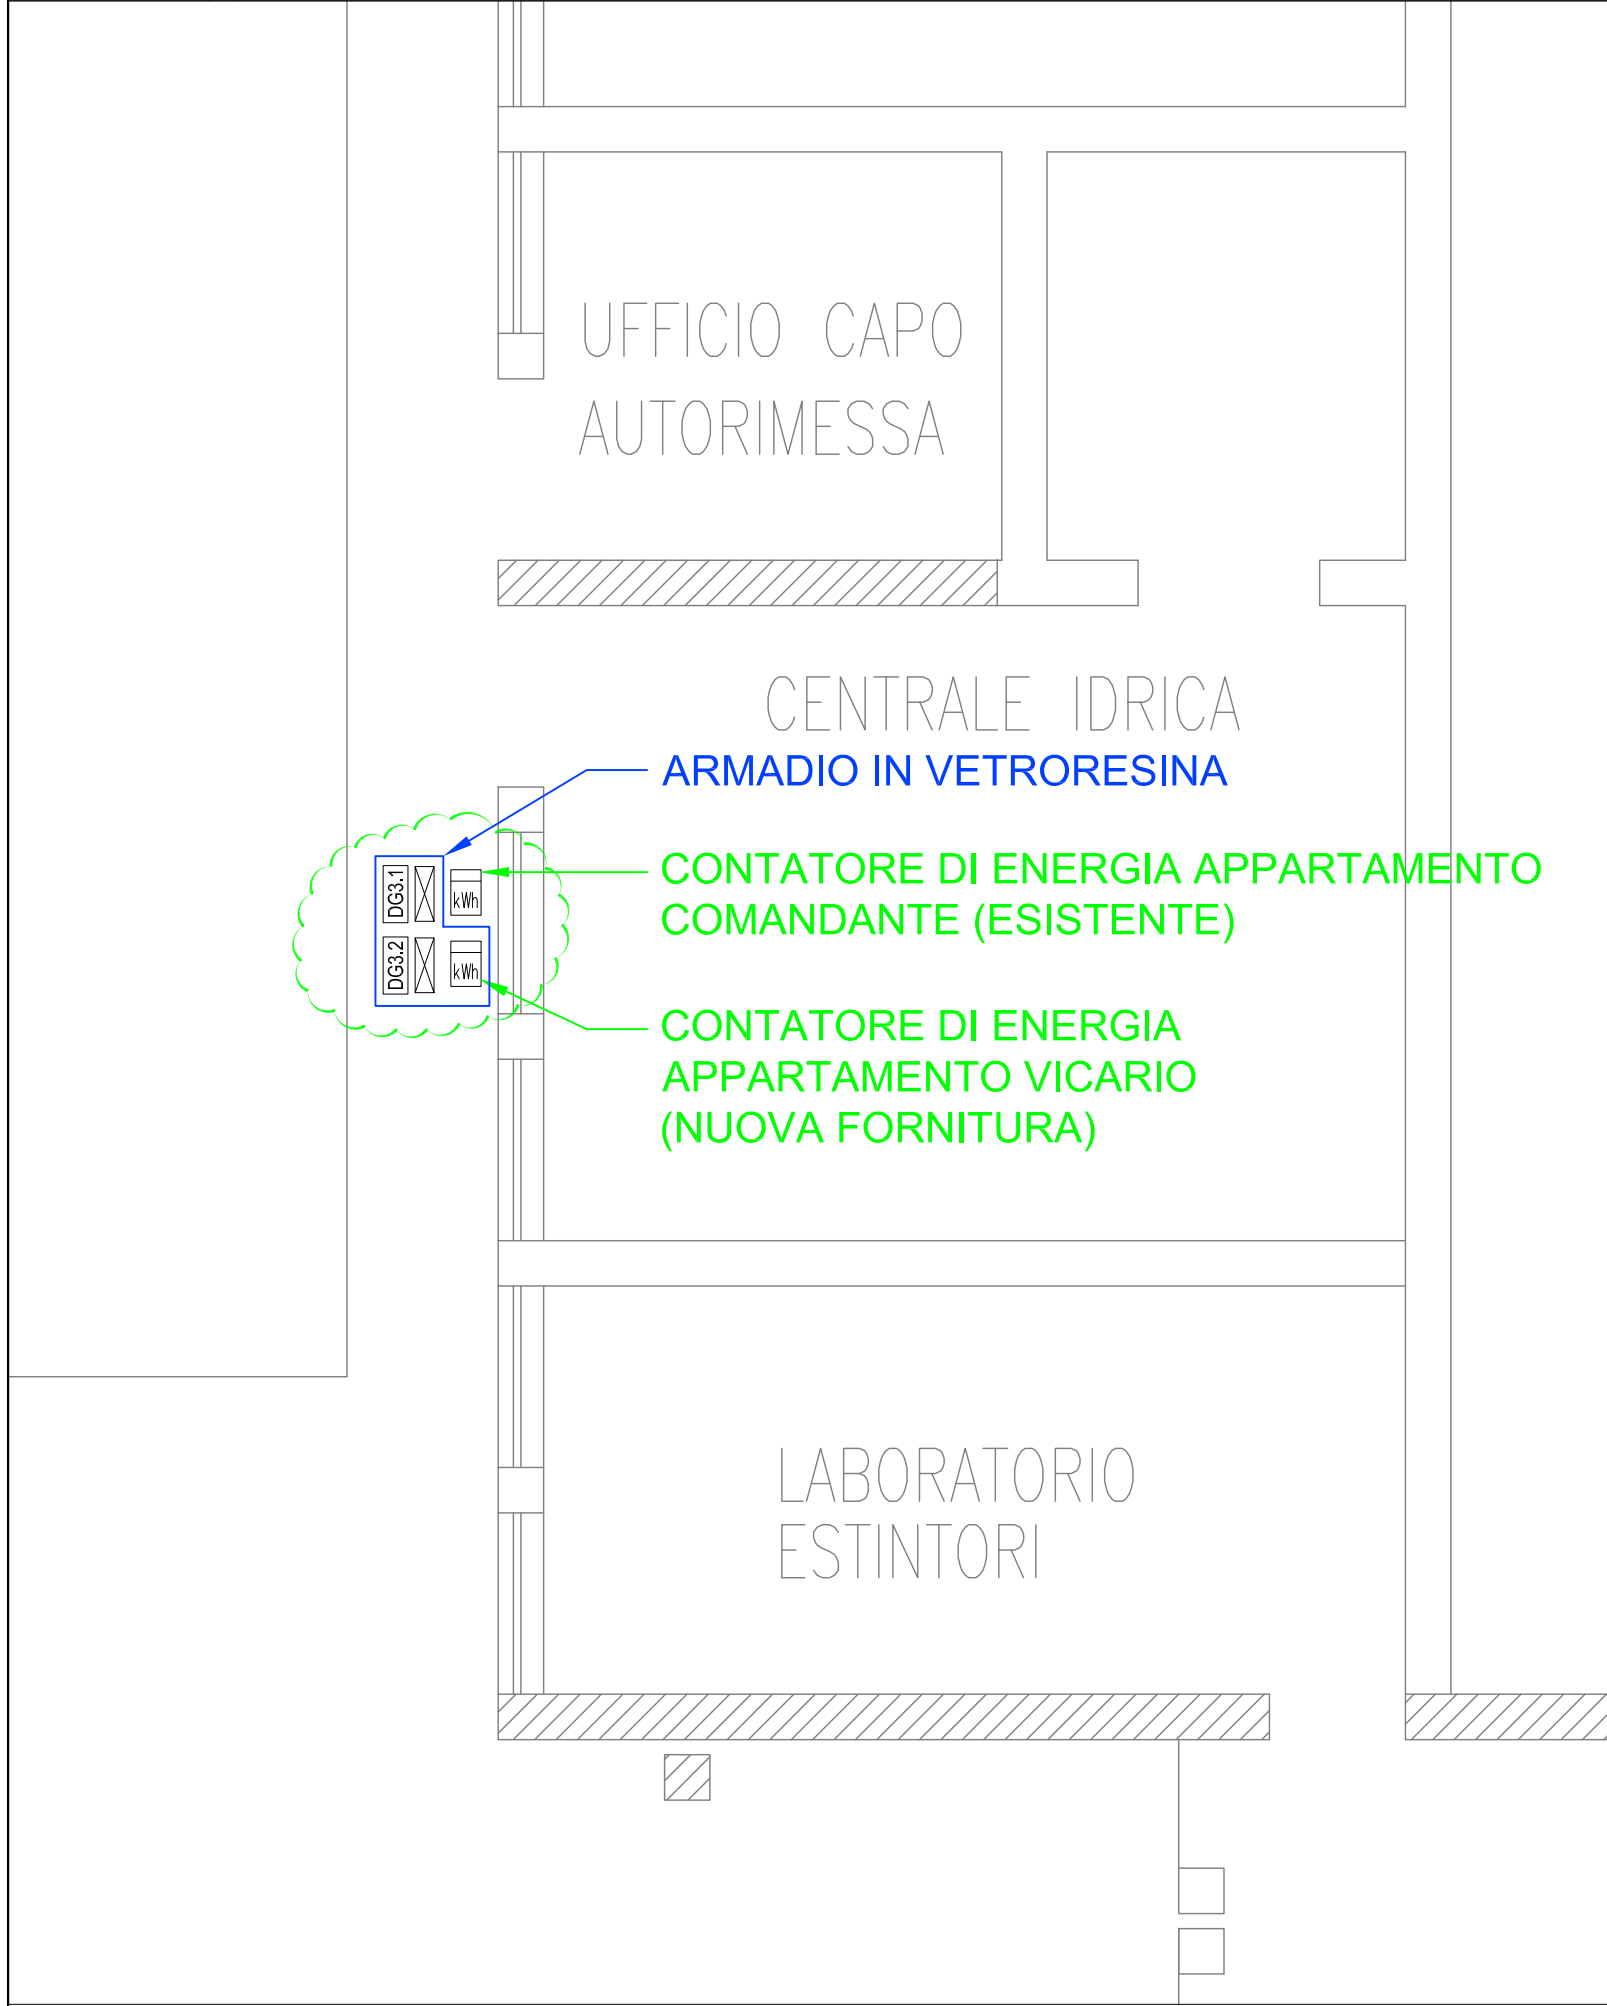 UFFICIO CAPO
AUTORIMESSA
CENTRALE IDRICA
ARMADIO IN VETRORESINA
CONTATORE DI ENERGIA APPARTAMENTO
COMANDANTE (ESISTENTE)
DG3.1
kWh
DG3.2
kWh
CONTATORE DI ENERGIA
APPARTAMENTO VICARIO
(NUOVA FORNITURA)
LABORATORIO
ESTINTORI